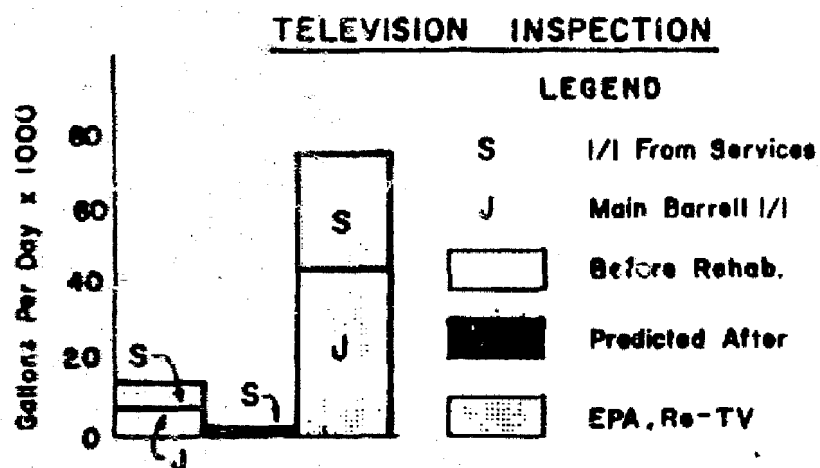 TELEVISION INSPECTION
LEGEND
S I/I From Services
J Main Barrell I/I
Before Rehab.
Predicted After
EPA, Re-TV
Gallons Per Day x 1000
80
60
40
20
0
S
J
S
S
J